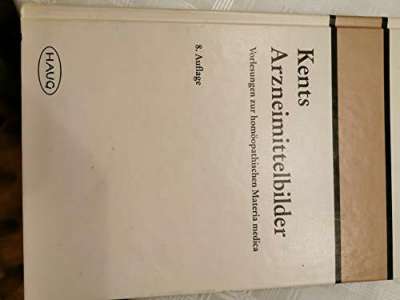 Kents
Arzneimittelbilder
Vorlesungen zur homöopathischen Materia medica
8. Auflage
HAUG